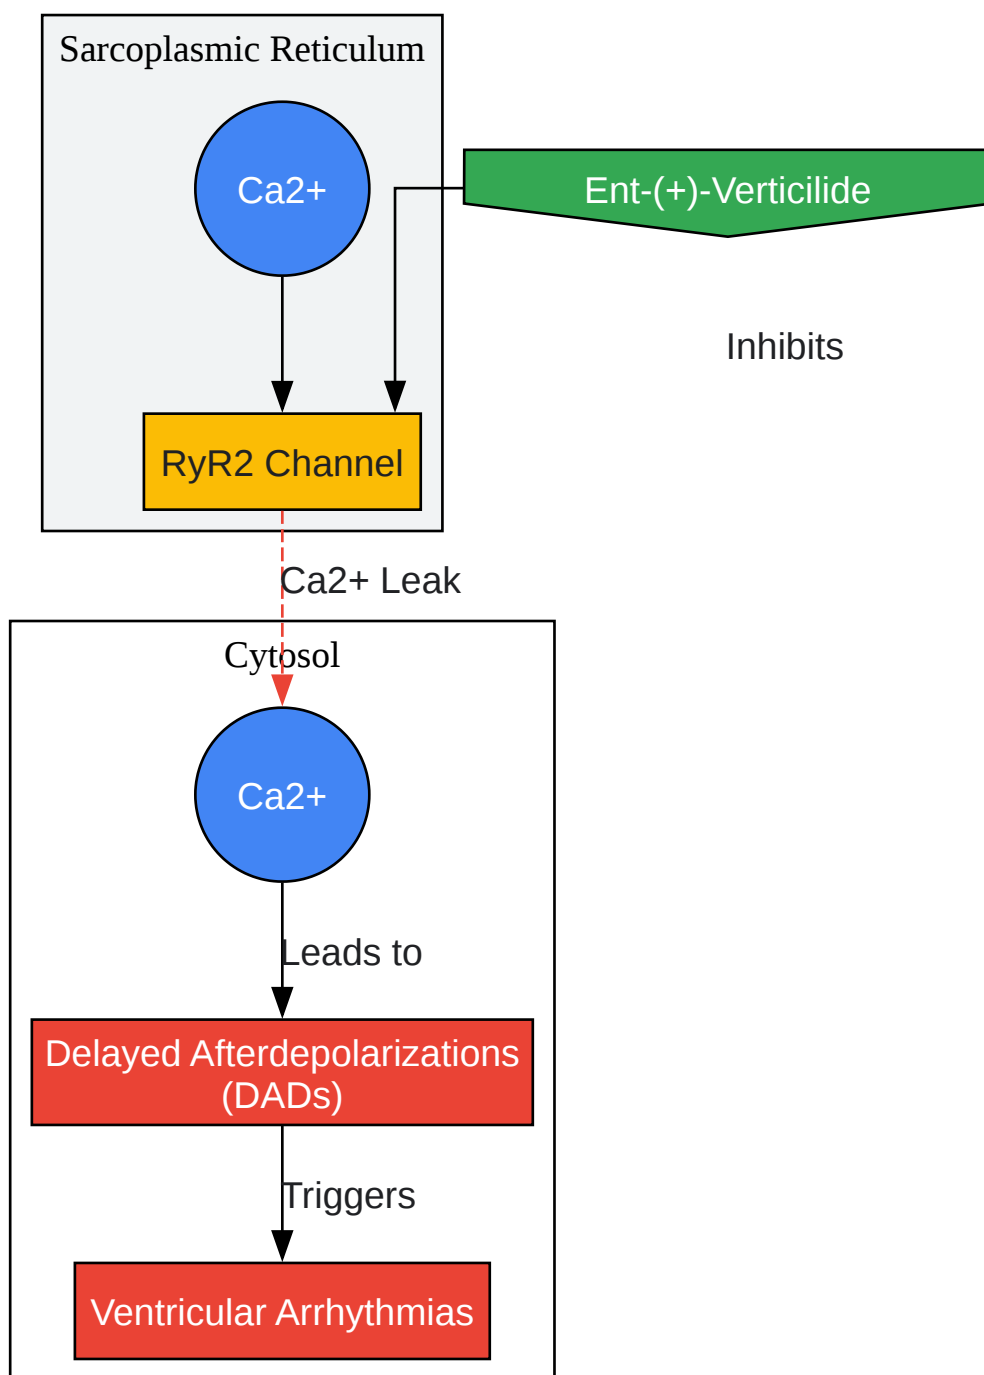 Sarcoplasmic Reticulum
Ca2+
Ent-(+)-Verticilide
Inhibits
RyR2 Channel
Ca2+ Leak
Cytosol
Ca2+
Leads to
Delayed Afterdepolarizations
(DADs)
Triggers
Ventricular Arrhythmias